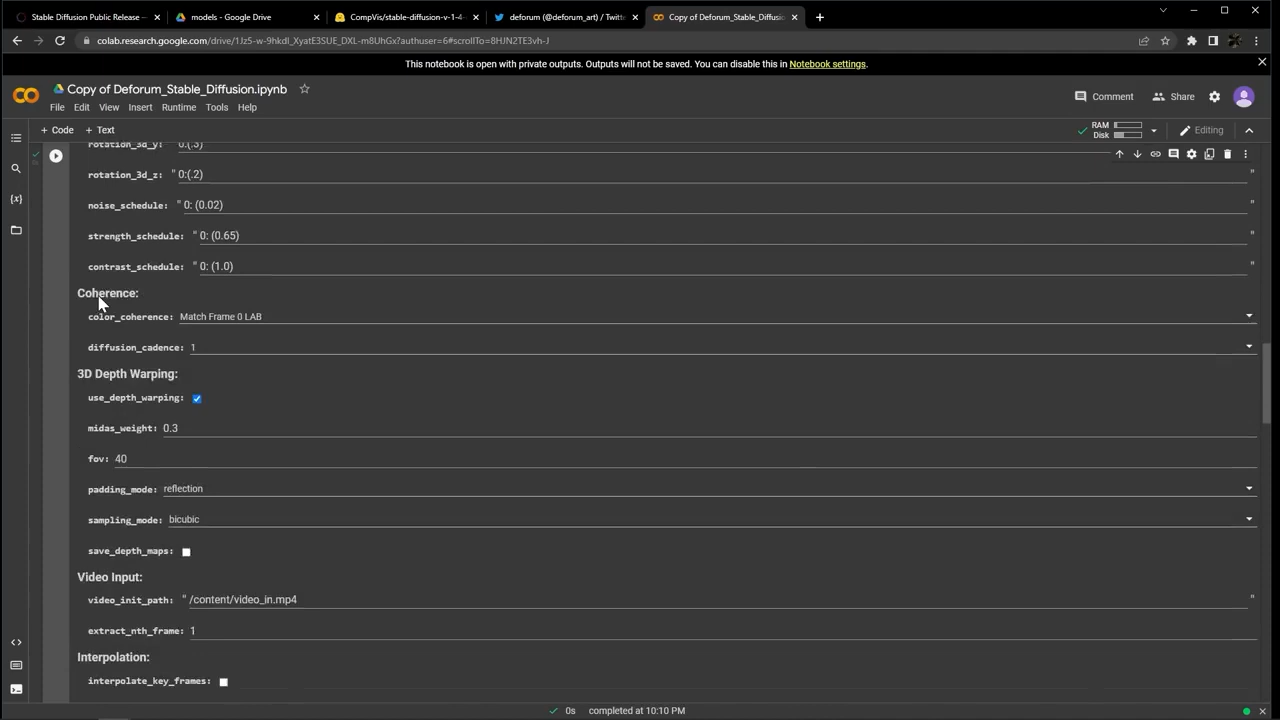 Stable Diffusion Public Release —
models - Google Drive
CompVis/stable-diffusion-v-1-4-
deforum (@deforum_art) / Twitte
Copy of Deforum_Stable_Diffusio
colab.research.google.com/drive/1Jz5-w-9hkdl_XyatE3SUE_DXL-m8UhGx?authuser=6#scrollTo=8HJN2TE3vh-J
This notebook is open with private outputs. Outputs will not be saved. You can disable this in Notebook settings.
Copy of Deforum_Stable_Diffusion.ipynb
File Edit View Insert Runtime Tools Help
Comment
Share
+ Code + Text
RAM
Disk
Editing
rotation_3d_y: 0:(.3)
rotation_3d_z: " 0:(.2) "
noise_schedule: " 0: (0.02) "
strength_schedule: " 0: (0.65) "
contrast_schedule: " 0: (1.0) "
Coherence:
color_coherence: Match Frame 0 LAB
diffusion_cadence: 1
3D Depth Warping:
use_depth_warping:
midas_weight: 0.3
fov: 40
padding_mode: reflection
sampling_mode: bicubic
save_depth_maps:
Video Input:
video_init_path: " /content/video_in.mp4 "
extract_nth_frame: 1
Interpolation:
interpolate_key_frames:
0s completed at 10:10 PM